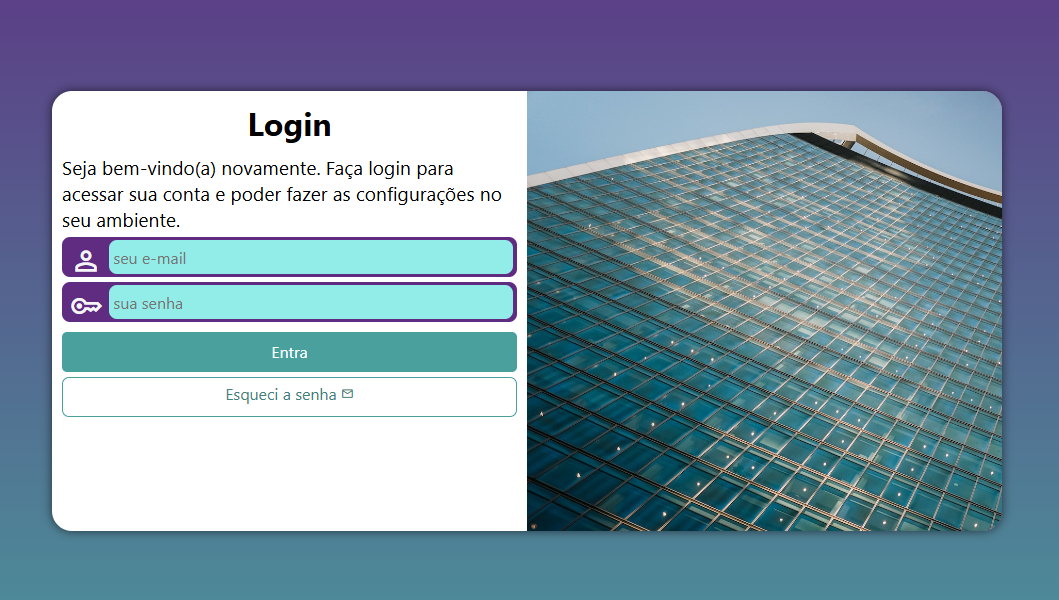 Login
Seja bem-vindo(a) novamente. Faça login para
acessar sua conta e poder fazer as configurações no
seu ambiente.
seu e-mail
sua senha
Entra
Esqueci a senha